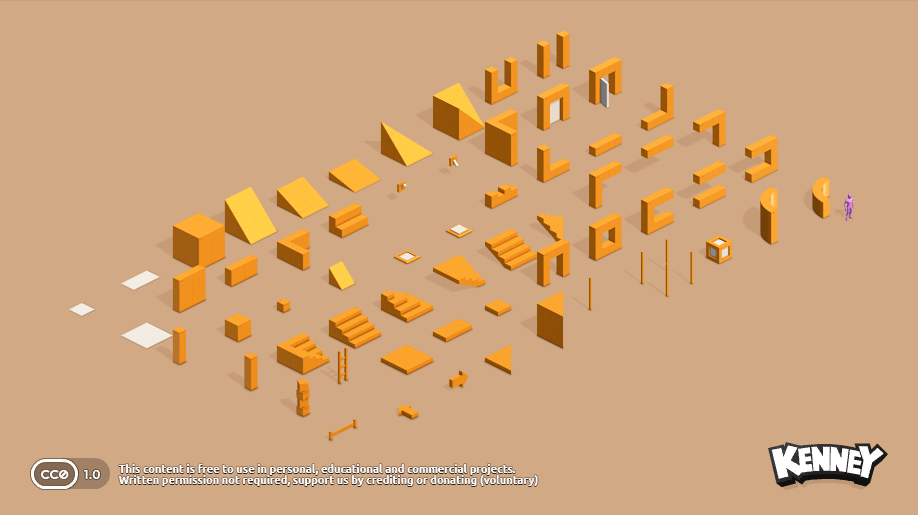 CC0 1.0
This content is free to use in personal, educational and commercial projects.
Written permission not required, support us by crediting or donating (voluntary)
KENNEY